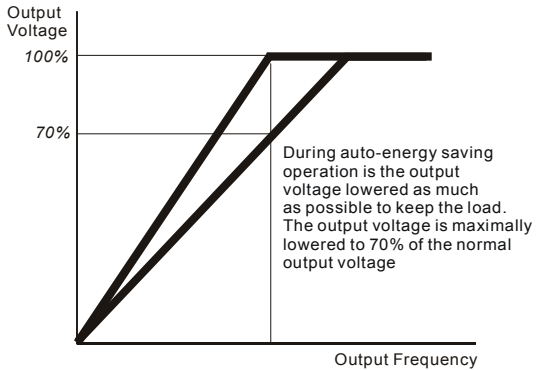 Output
Voltage
100%
70%
During auto-energy saving
operation is the output
voltage lowered as much
as possible to keep the load.
The output voltage is maximally
lowered to 70% of the normal
output voltage
Output Frequency